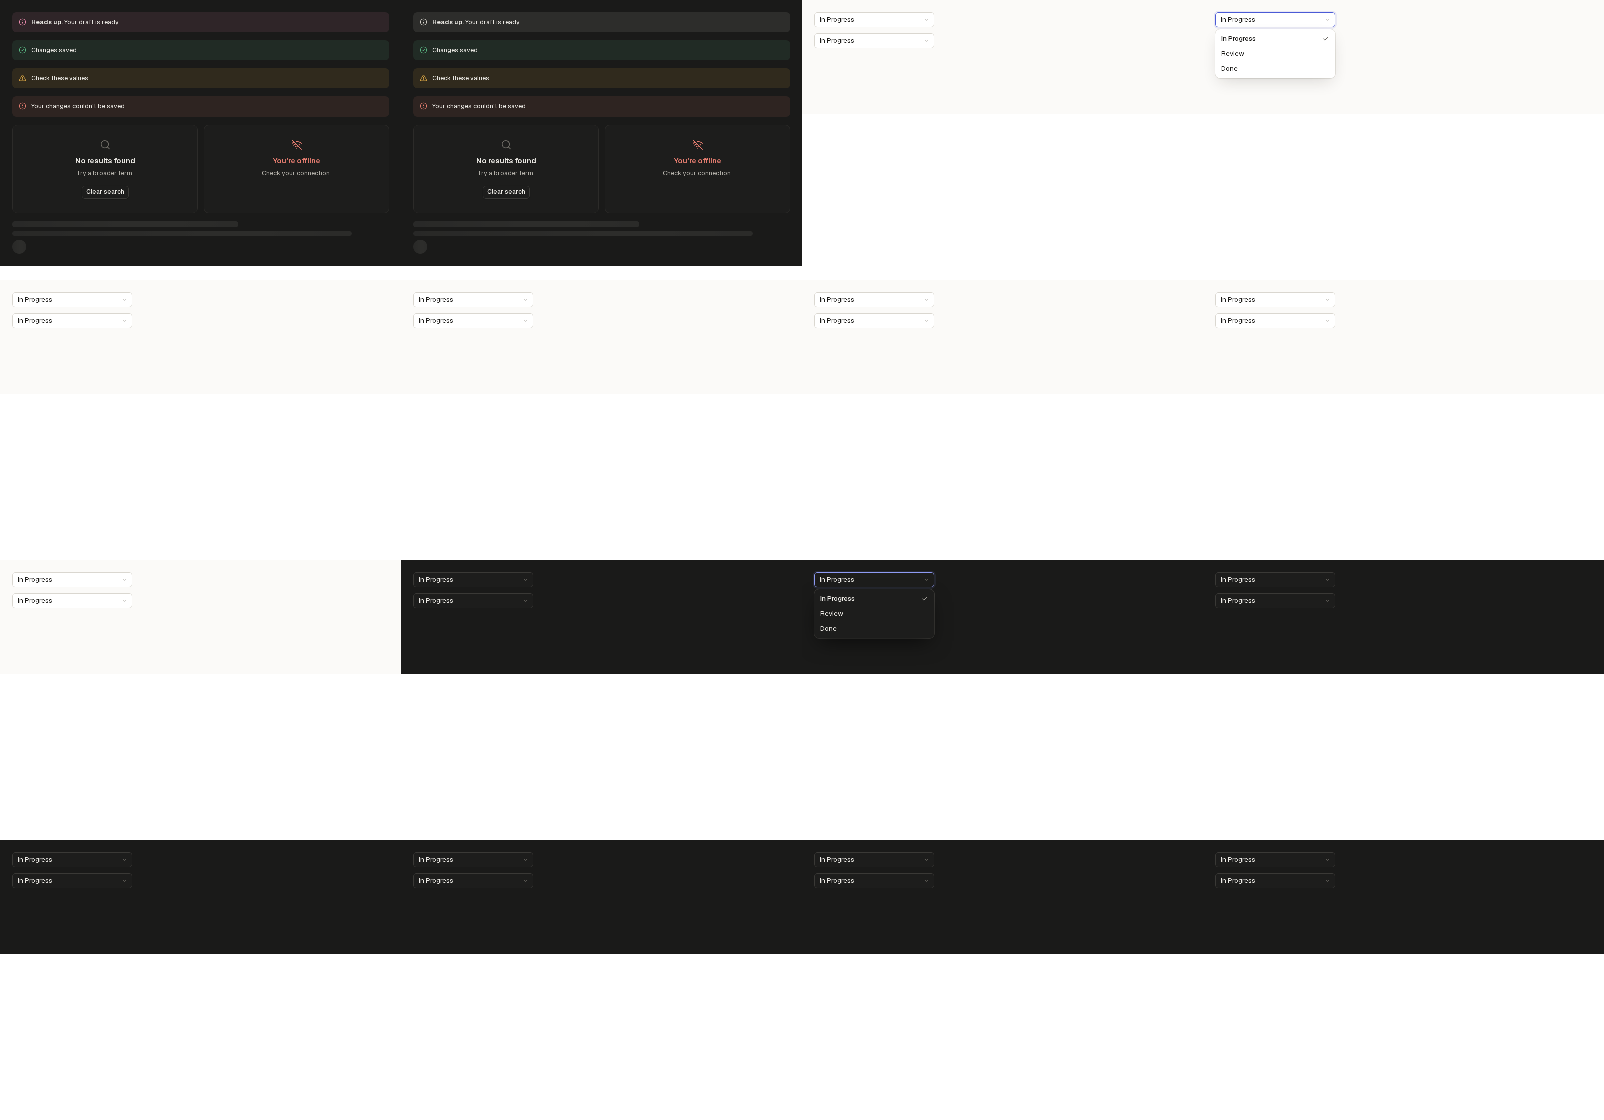 Heads up. Your draft is ready.
Changes saved
Check these values
Your changes couldn't be saved
No results found
Try a broader term
Clear search
You're offline
Check your connection
Heads up. Your draft is ready.
Changes saved
Check these values
Your changes couldn't be saved
No results found
Try a broader term
Clear search
You're offline
Check your connection
In Progress
In Progress
In Progress
In Progress
Review
Done
In Progress
In Progress
In Progress
In Progress
In Progress
In Progress
In Progress
In Progress
In Progress
In Progress
In Progress
In Progress
In Progress
In Progress
Review
Done
In Progress
In Progress
In Progress
In Progress
In Progress
In Progress
In Progress
In Progress
In Progress
In Progress